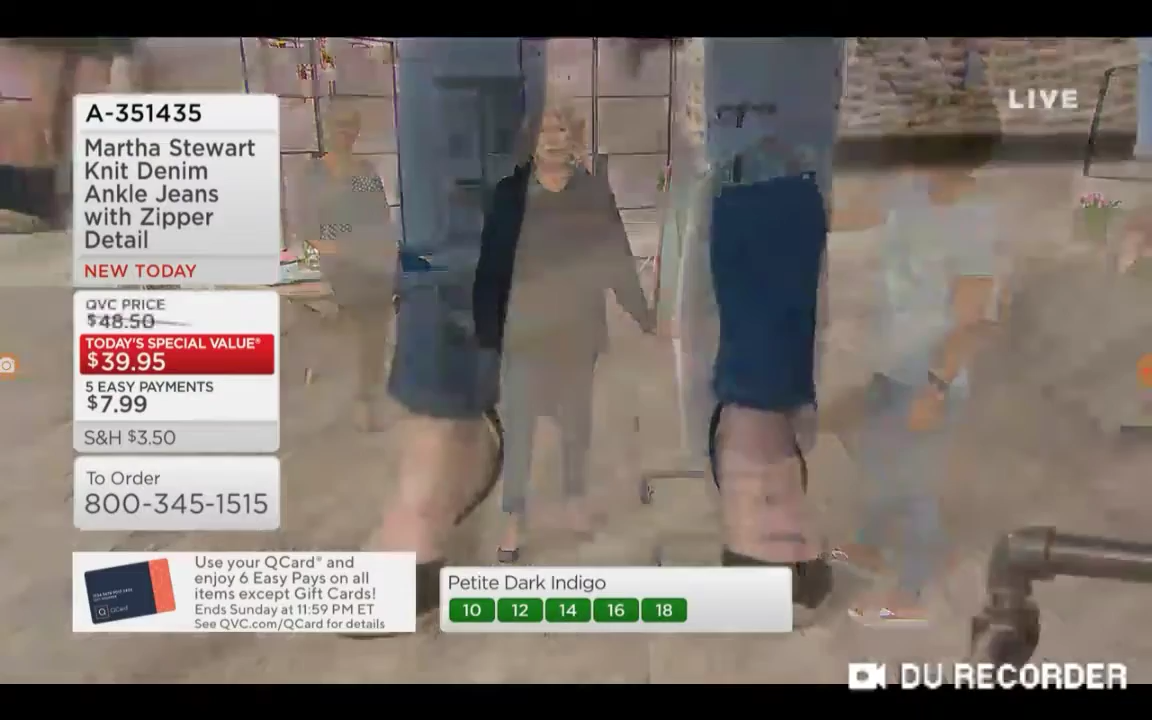 A-351435
Martha Stewart
Knit Denim
Ankle Jeans
with Zipper
Detail
NEW TODAY
QVC PRICE
$48.50
TODAY'S SPECIAL VALUE®
$39.95
5 EASY PAYMENTS
$7.99
S&H $3.50
To Order
800-345-1515
LIVE
Use your QCard® and
enjoy 6 Easy Pays on all
items except Gift Cards!
Ends Sunday at 11:59 PM ET
See QVC.com/QCard for details
Q QCard
Petite Dark Indigo
10 12 14 16 18
DU RECORDER